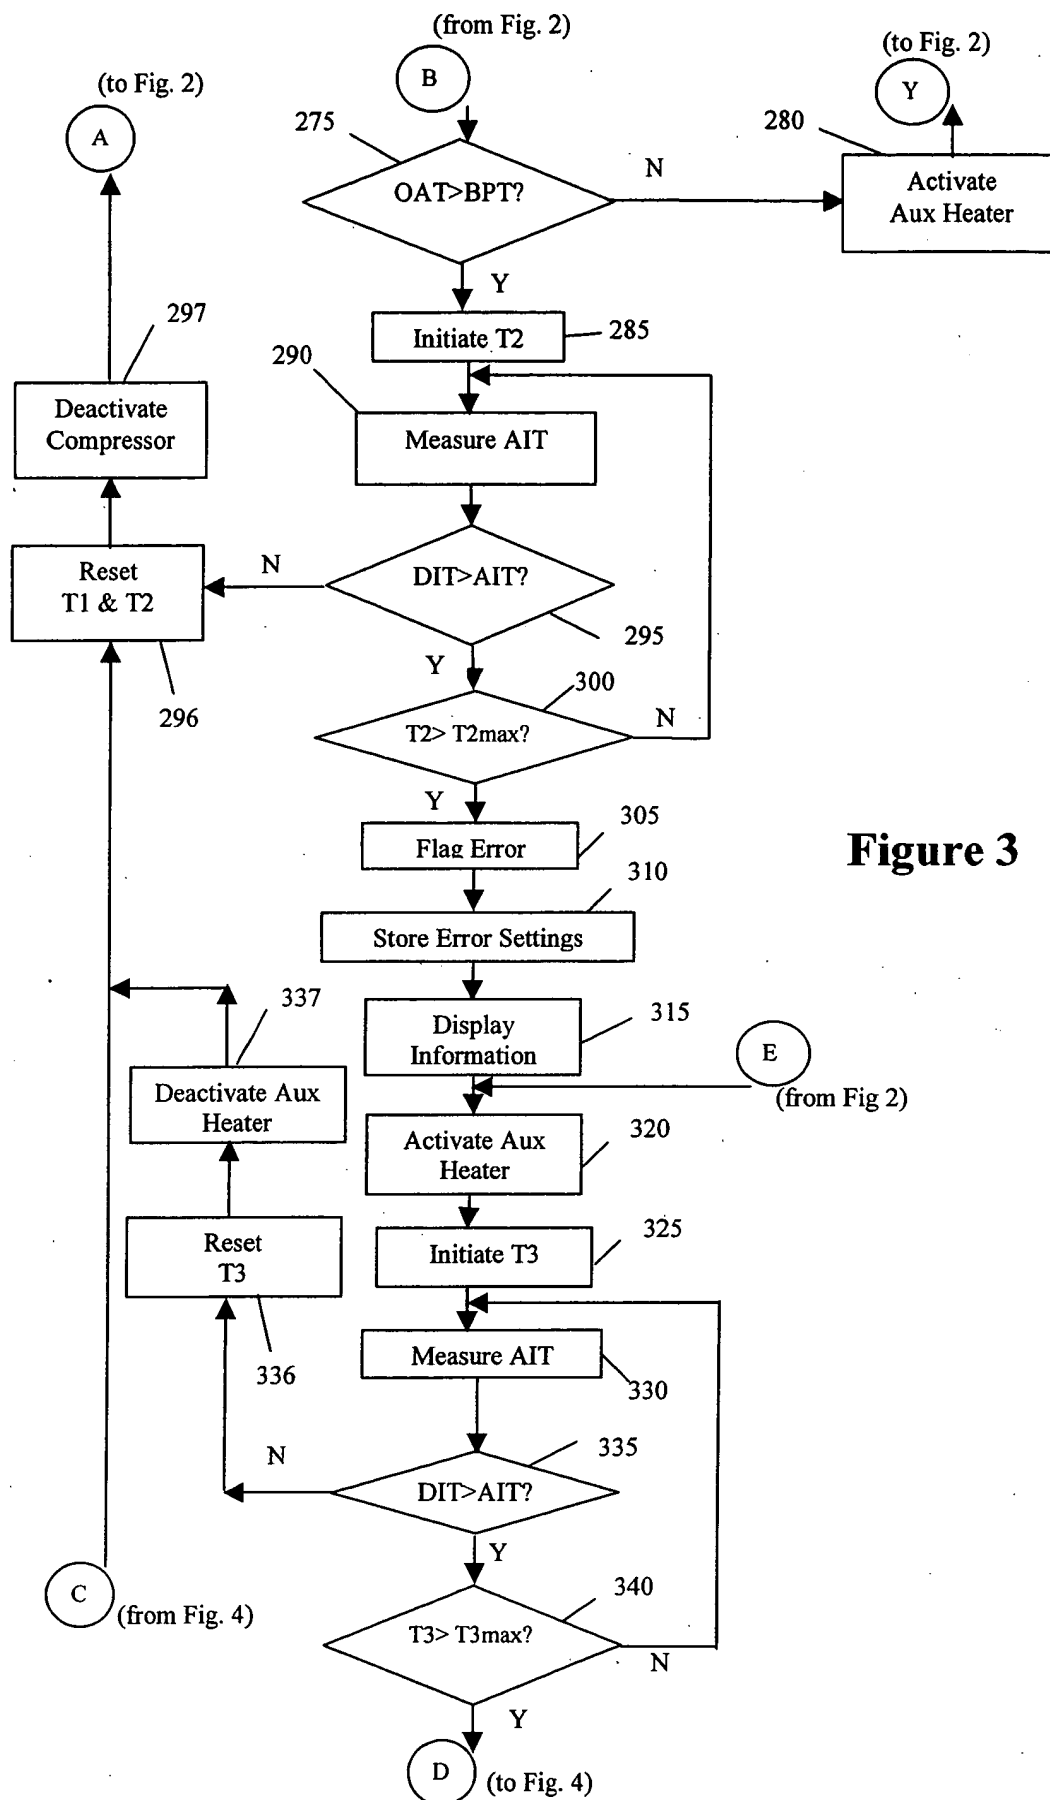 (from Fig. 2)
(to Fig. 2)
(to Fig. 2)
B
Y
A
275
280
OAT>BPT?
N
Activate
Aux Heater
Y
297
Initiate T2
285
290
Deactivate
Compressor
Measure AIT
Reset
T1 & T2
N
DIT>AIT?
295
Y
296
300
T2> T2max?
N
Y
305
Flag Error
Figure 3
310
Store Error Settings
337
Display
Information
315
E
(from Fig 2)
Deactivate Aux
Heater
Activate Aux
Heater
320
Reset
T3
Initiate T3
325
336
Measure AIT
330
335
N
DIT>AIT?
Y
C
(from Fig. 4)
340
T3> T3max?
N
Y
D
(to Fig. 4)